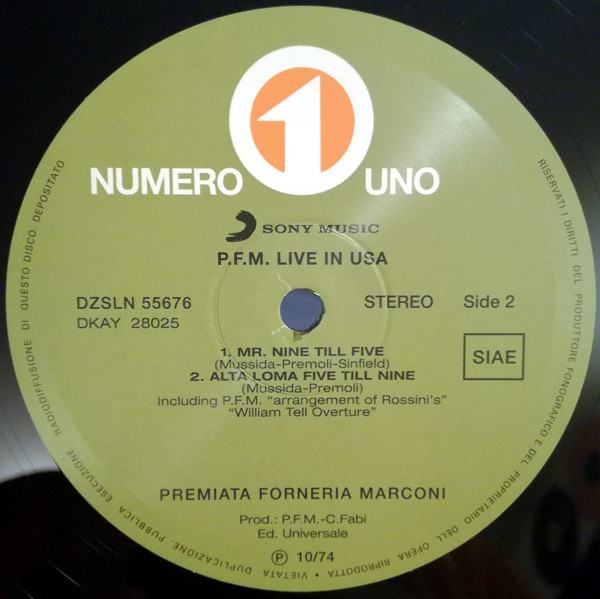 1
NUMERO UNO
SONY MUSIC
P.F.M. LIVE IN USA
DZSLN 55676 STEREO Side 2
DKAY 28025
SIAE
1. MR. NINE TILL FIVE
(Mussida-Premoli-Sinfield)
2. ALTA LOMA FIVE TILL NINE
(Mussida-Premoli)
Including P.F.M. “arrangement of Rossini's”
“William Tell Overture”
PREMIATA FORNERIA MARCONI
Prod.: P.F.M.-C.Fabi
Ed. Universale
Ⓟ 10/74
RISERVATI I DIRITTI DEL PRODUTTORE FONOGRAFICO E DEL PROPRIETARIO DELL'OPERA RIPRODOTTA • VIETATA DUPLICAZIONE, PUBBLICA ESECUZIONE RADIODIFFUSIONE DI QUESTO DISCO. DEPOSITATO